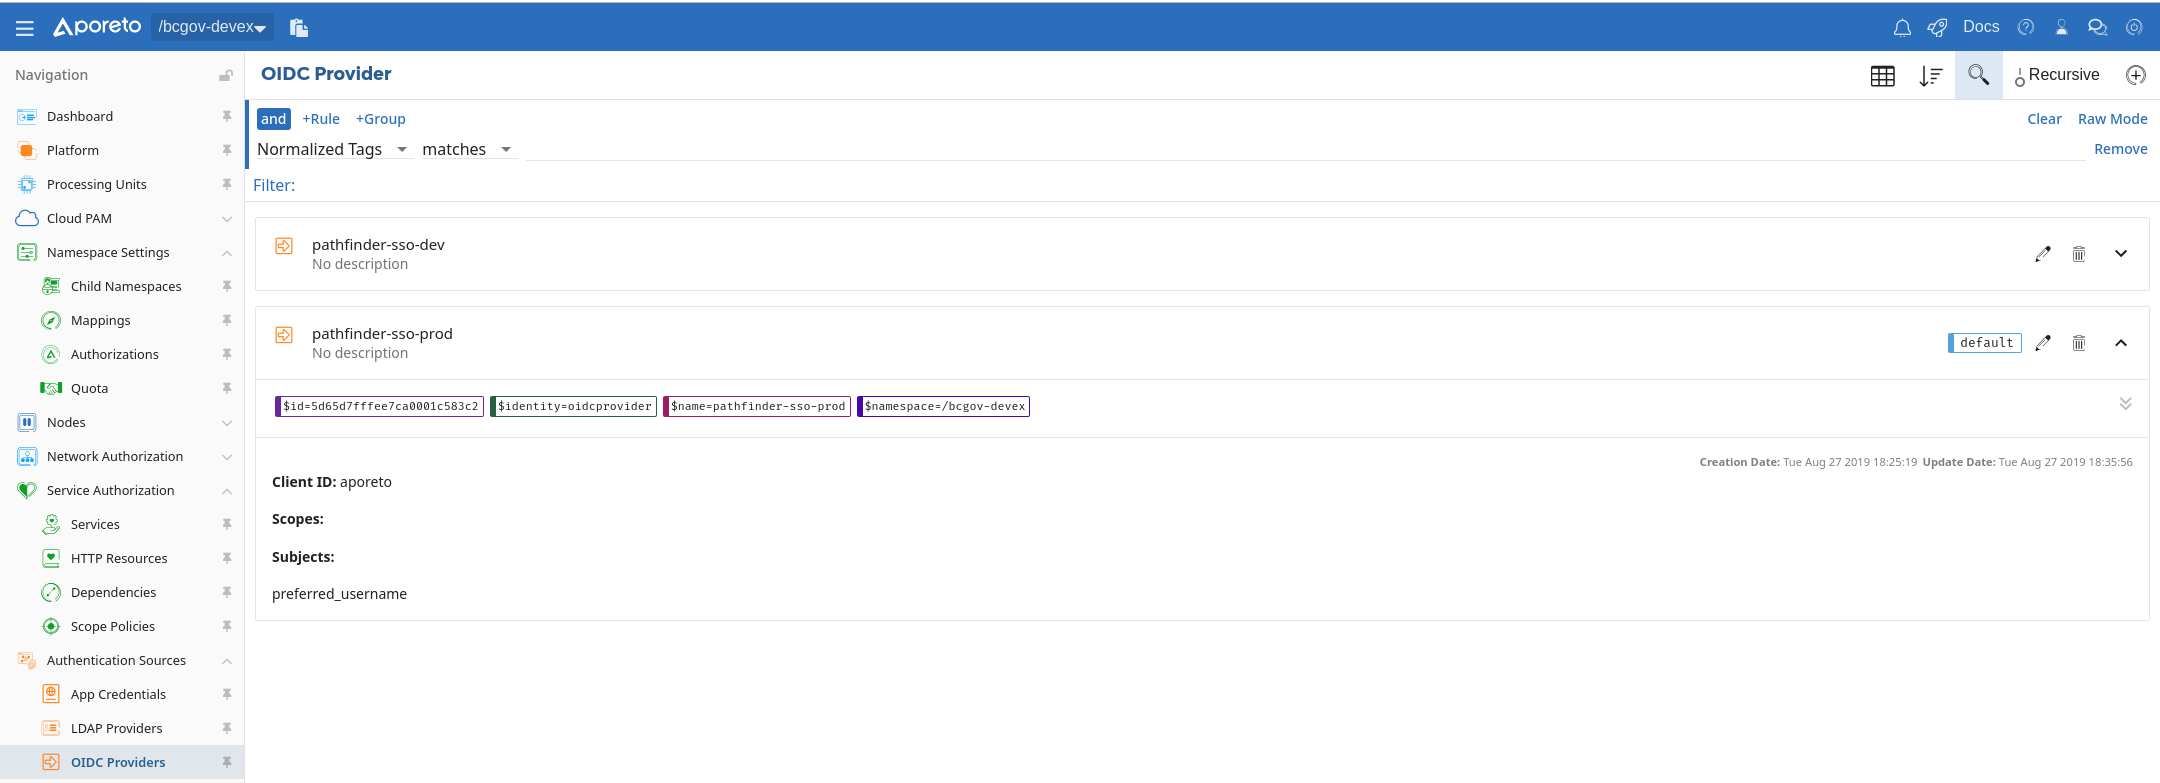 Aporeto /bcgov-devex Docs
Navigation
OIDC Provider
Recursive
Dashboard
Platform
Processing Units
Cloud PAM
Namespace Settings
Child Namespaces
Mappings
Authorizations
Quota
Nodes
Network Authorization
Service Authorization
Services
HTTP Resources
Dependencies
Scope Policies
Authentication Sources
App Credentials
LDAP Providers
OIDC Providers
and +Rule +Group Clear Raw Mode
Normalized Tags matches Remove
Filter:
pathfinder-sso-dev
No description
pathfinder-sso-prod
No description
default
$id=5d65d7fffee7ca0001c583c2 $identity=oidcprovider $name=pathfinder-sso-prod $namespace=/bcgov-devex
Creation Date: Tue Aug 27 2019 18:25:19 Update Date: Tue Aug 27 2019 18:35:56
Client ID: aporeto
Scopes:
Subjects:
preferred_username